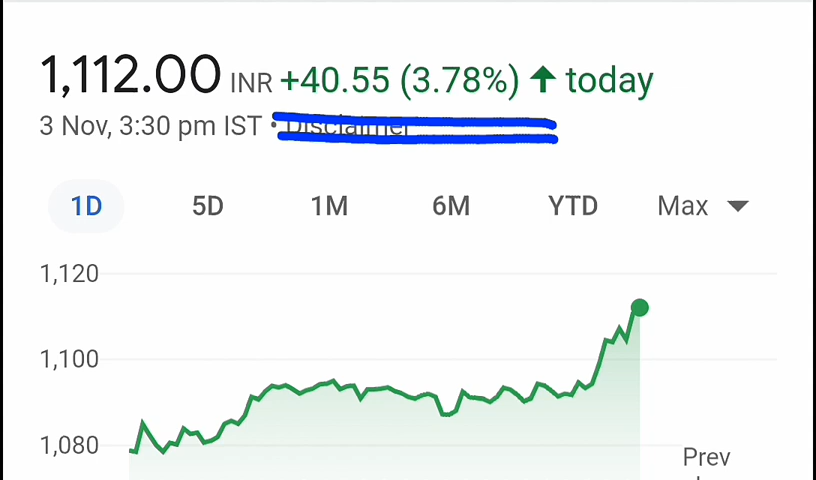 1,112.00 INR +40.55 (3.78%) ↑ today
3 Nov, 3:30 pm IST • Disclaimer
1D 5D 1M 6M YTD Max
1,120
1,100
1,080
Prev